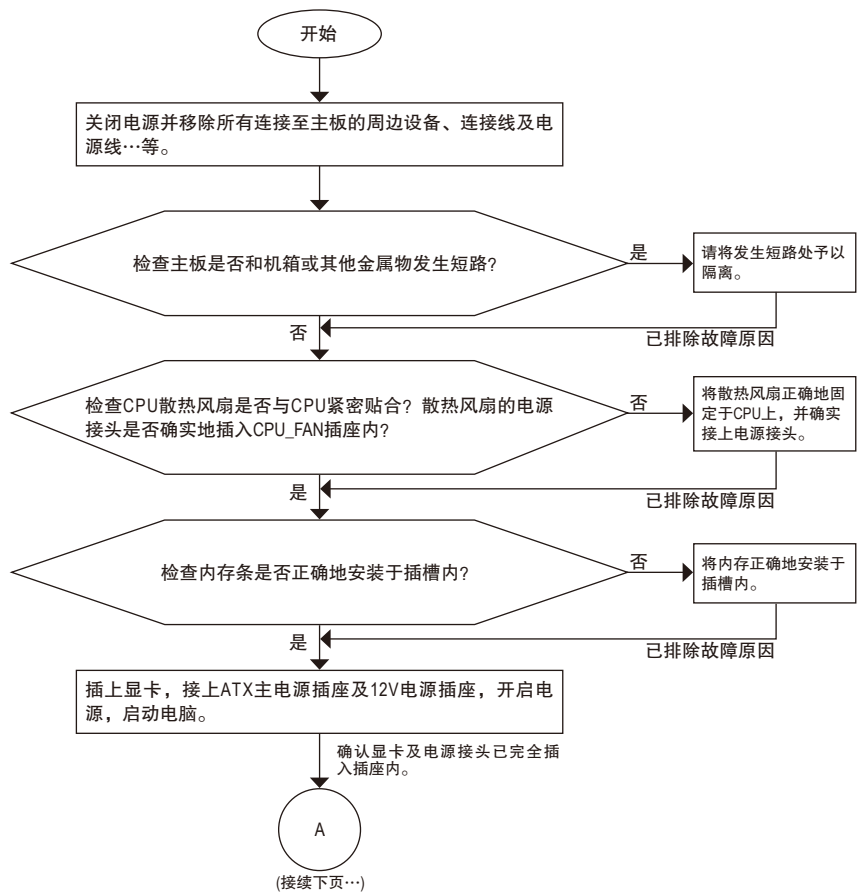 开始
关闭电源并移除所有连接至主板的周边设备、连接线及电
源线…等。
检查主板是否和机箱或其他金属物发生短路？
是
请将发生短路处予以
隔离。
已排除故障原因
否
检查CPU散热风扇是否与CPU紧密贴合？散热风扇的电源
接头是否确实地插入CPU_FAN插座内？
否
将散热风扇正确地固
定于CPU上，并确实
接上电源接头。
已排除故障原因
是
检查内存条是否正确地安装于插槽内？
否
将内存正确地安装于
插槽内。
已排除故障原因
是
插上显卡，接上ATX主电源插座及12V电源插座，开启电
源，启动电脑。
确认显卡及电源接头已完全插
入插座内。
A
(接续下页…)